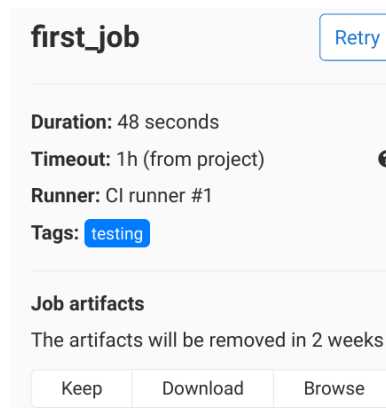 first_job
Retry
Duration: 48 seconds
Timeout: 1h (from project)
Runner: CI runner #1
Tags: testing
Job artifacts
The artifacts will be removed in 2 weeks
Keep
Download
Browse